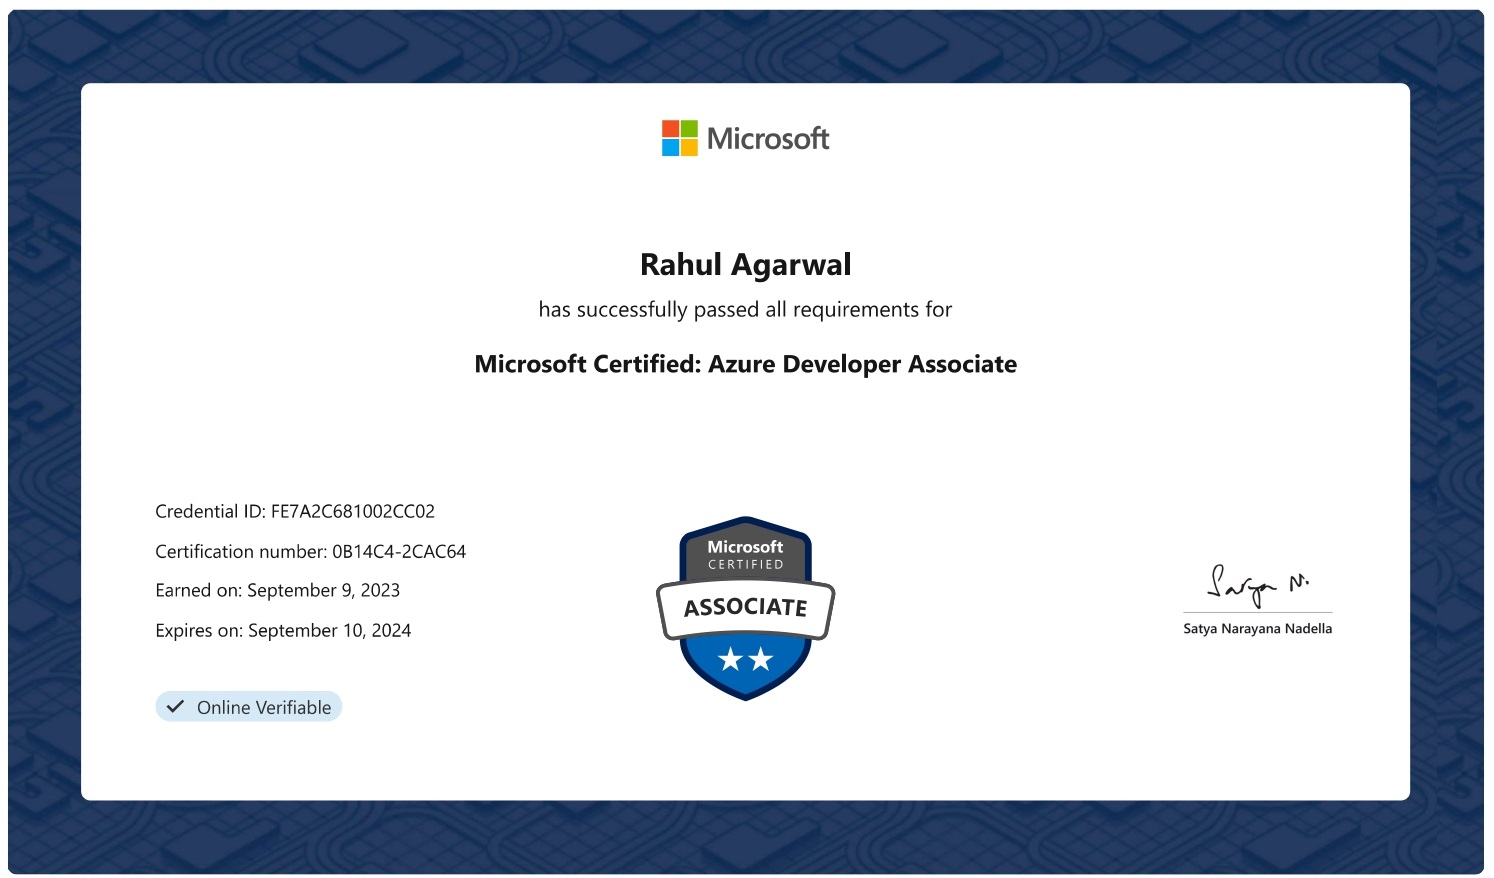 Microsoft
Rahul Agarwal
has successfully passed all requirements for
Microsoft Certified: Azure Developer Associate
Credential ID: FE7A2C681002CC02
Certification number: 0B14C4-2CAC64
Earned on: September 9, 2023
Expires on: September 10, 2024
Online Verifiable
Microsoft
CERTIFIED
ASSOCIATE
Satya N.
Satya Narayana Nadella